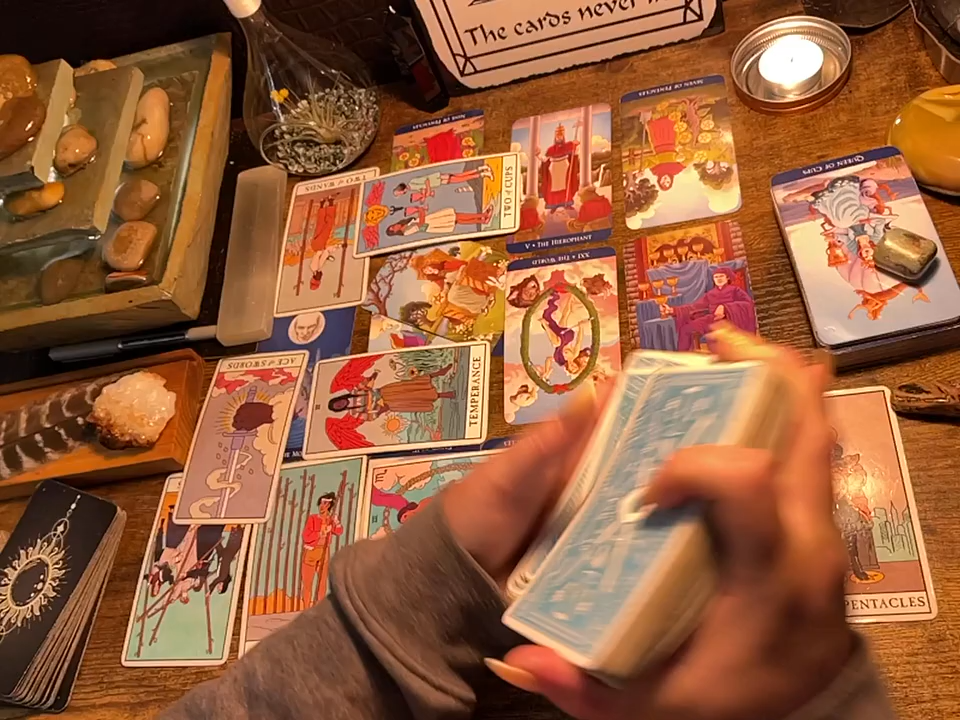 The cards never
NINE OF PENTACLES
SEVEN OF PENTACLES
TWO of WANDS
TWO of CUPS
V • THE HIEROPHANT
QUEEN OF CUPS
XXI • THE WORLD
ACE of SWORDS
TEMPERANCE
PENTACLES